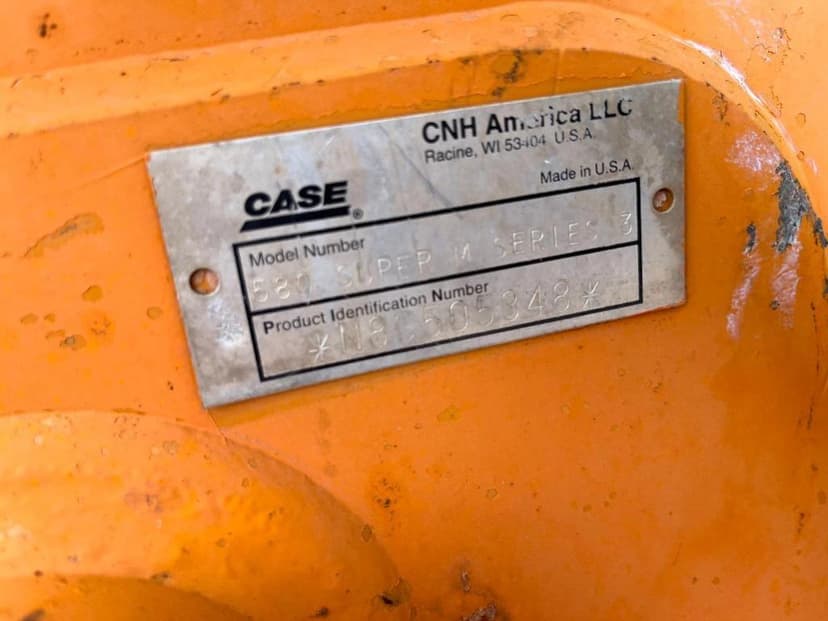 CNH America LLC
Racine, WI 53404 U.S.A.
Made in U.S.A.
CASE®
Model Number
580 SUPER M SERIES 3
Product Identification Number